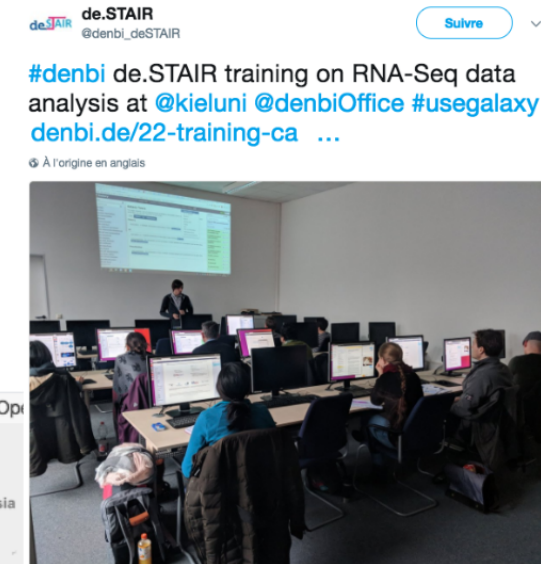 de.STAIR
de.STAIR
@denbi_deSTAIR
Suivre
#denbi de.STAIR training on RNA-Seq data
analysis at @kieluni @denbiOffice #usegalaxy
denbi.de/22-training-ca ...
À l'origine en anglais
Ope
sia